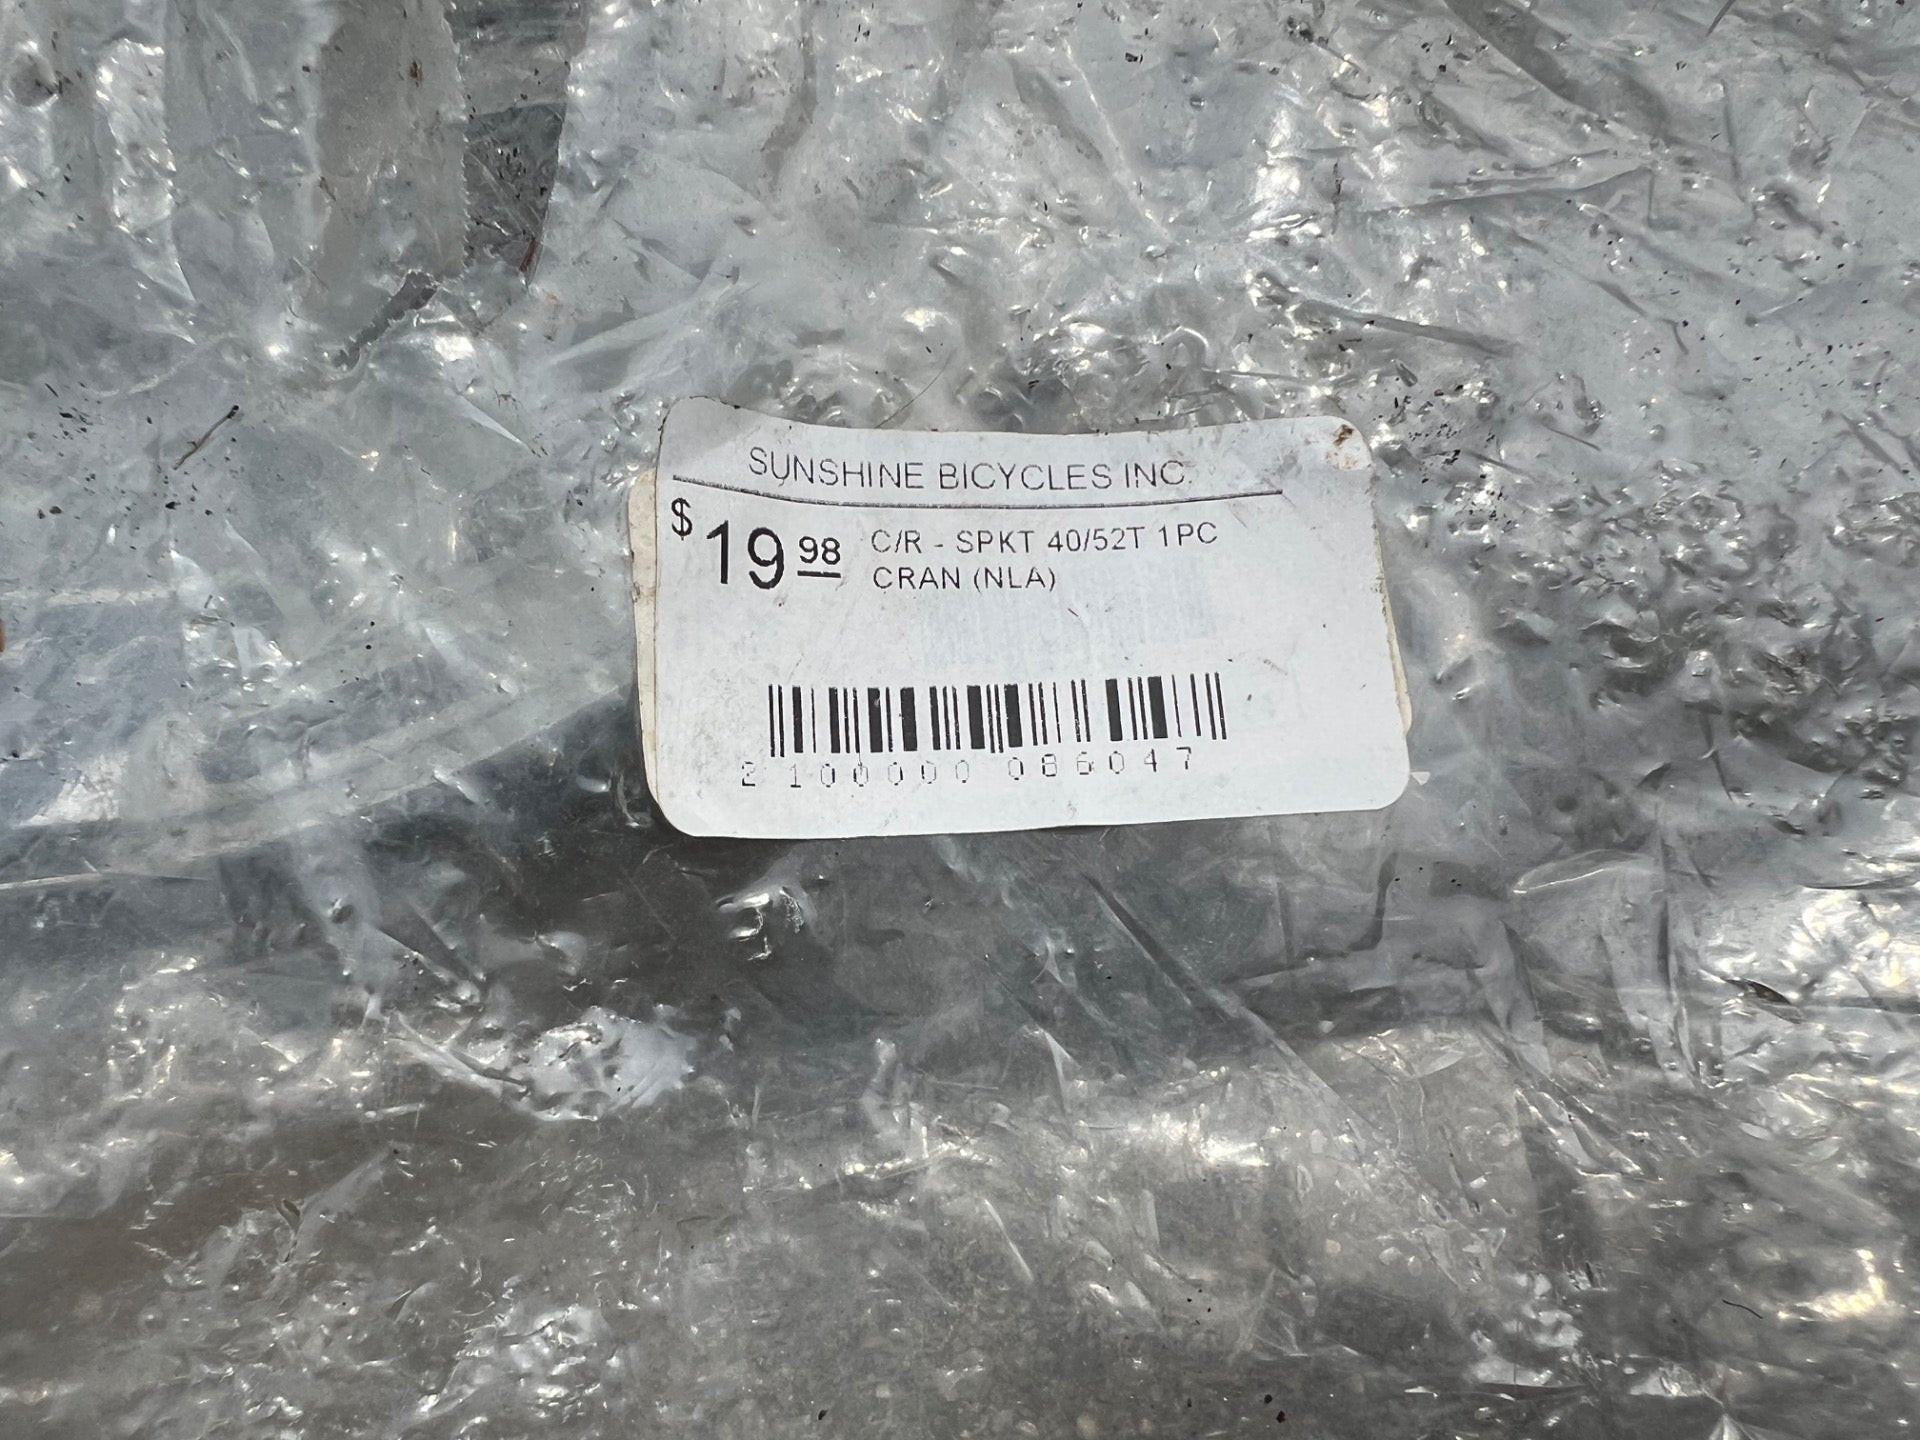 SUNSHINE BICYCLES INC.
$19 98
C/R - SPKT 40/52T 1PC
CRAN (NLA)
2 100000 086047